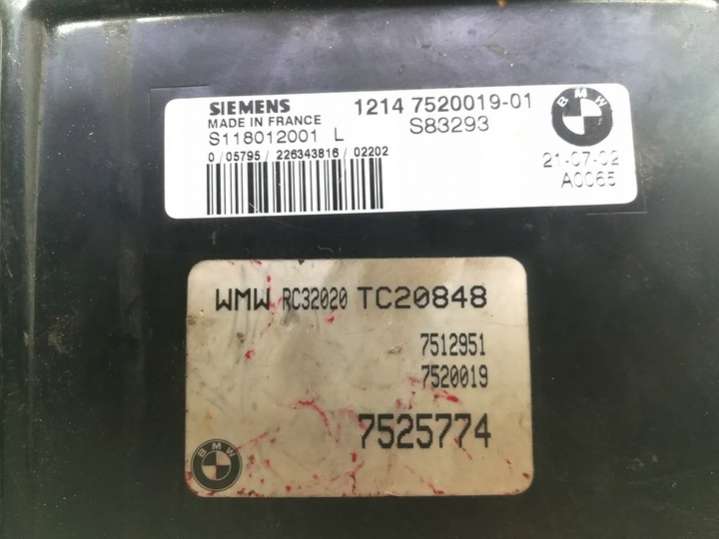 SIEMENS 1214 7520019-01
MADE IN FRANCE
S118012001 L S83293
0 / 05795 / 226343816 / 02202
BMW
21-07-02
A0065
WMW RC32020 TC20848
7512951
7520019
7525774
BMW